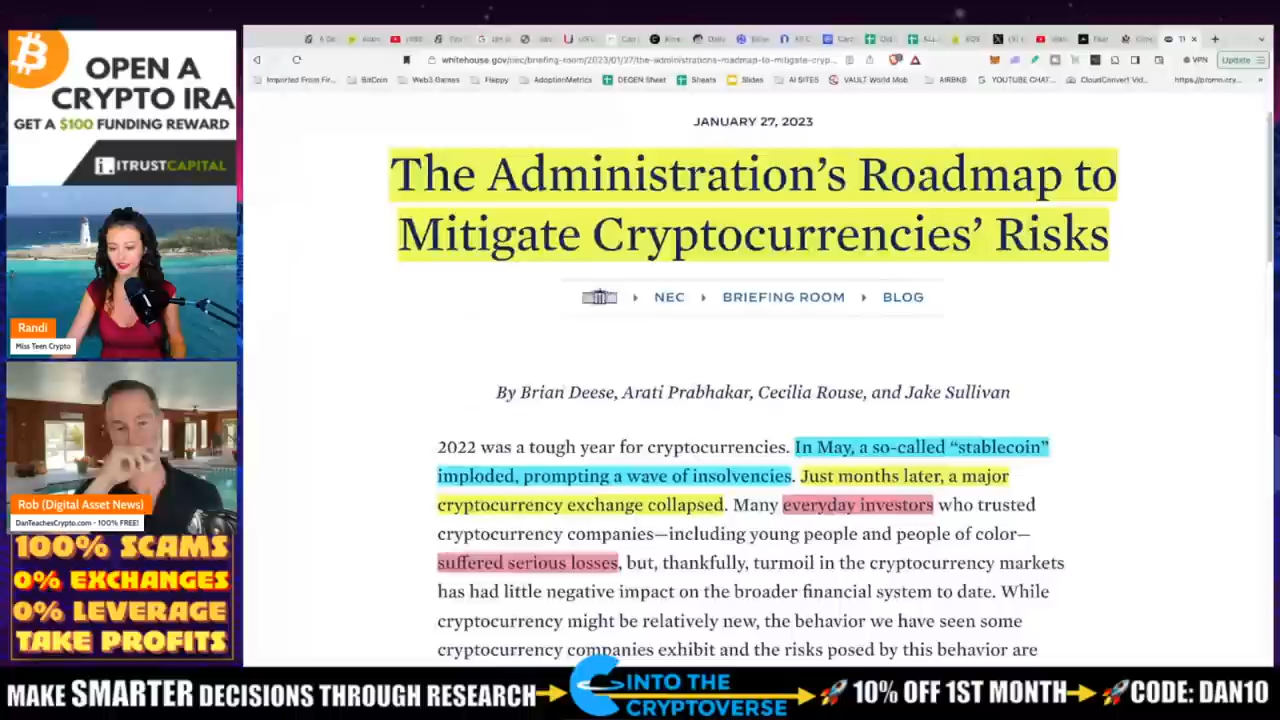 OPEN A
CRYPTO IRA
GET A $100 FUNDING REWARD
ITRUSTCAPITAL
Randi
Miss Teen Crypto
Rob (Digital Asset News)
DanTeachesCrypto.com - 100% FREE!
100% SCAMS
0% EXCHANGES
0% LEVERAGE
TAKE PROFITS
whitehouse.gov/nec/briefing-room/2023/01/27/the-administrations-roadmap-to-mitigate-cryp...
VPN
Update
Imported From Fir... BitCoin Web3 Games Fleppy AdoptionMetrics DEGEN Sheet Sheets Slides AI SITES VAULT World Mob AIRBNB YOUTUBE CHAT... CloudConvert Vid... https://promo.cry...
JANUARY 27, 2023
The Administration’s Roadmap to
Mitigate Cryptocurrencies’ Risks
NEC BRIEFING ROOM BLOG
By Brian Deese, Arati Prabhakar, Cecilia Rouse, and Jake Sullivan
2022 was a tough year for cryptocurrencies. In May, a so-called “stablecoin”
imploded, prompting a wave of insolvencies. Just months later, a major
cryptocurrency exchange collapsed. Many everyday investors who trusted
cryptocurrency companies—including young people and people of color—
suffered serious losses, but, thankfully, turmoil in the cryptocurrency markets
has had little negative impact on the broader financial system to date. While
cryptocurrency might be relatively new, the behavior we have seen some
cryptocurrency companies exhibit and the risks posed by this behavior are
MAKE SMARTER DECISIONS THROUGH RESEARCH
INTO THE
CRYPTOVERSE
10% OFF 1ST MONTH
CODE: DAN10